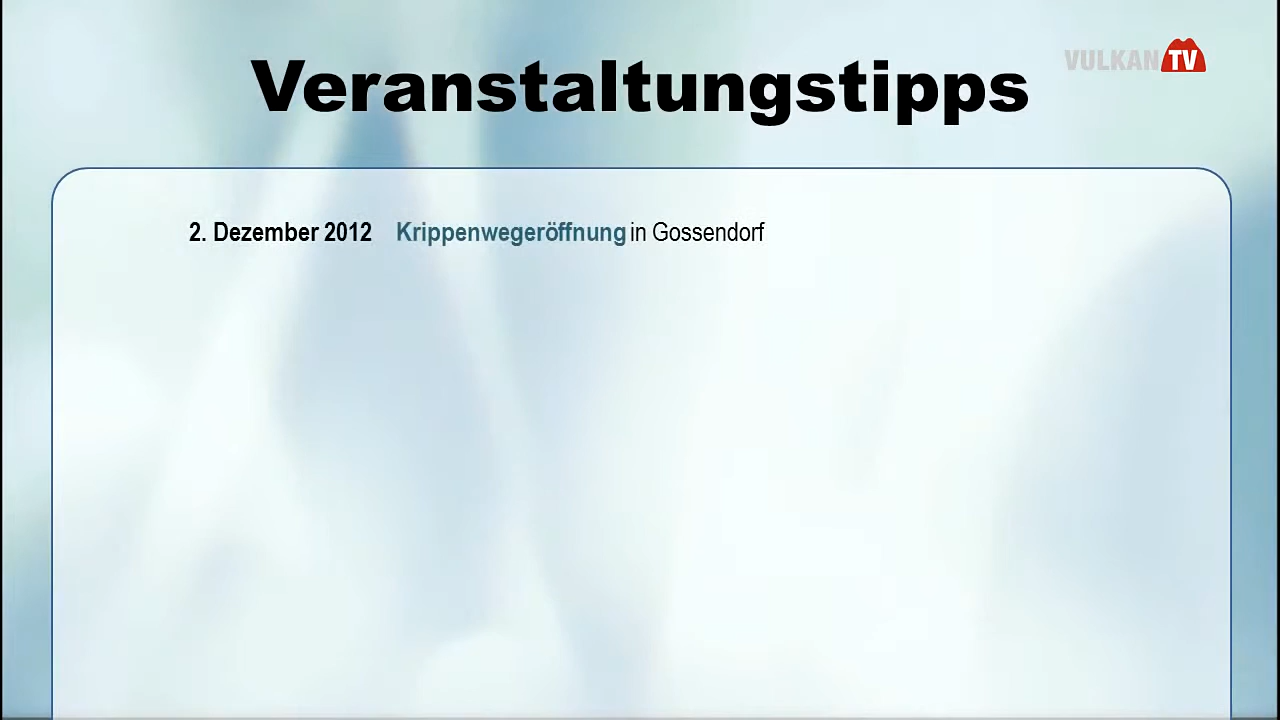 VULKAN TV
Veranstaltungstipps
2. Dezember 2012 Krippenwegeröffnung in Gossendorf